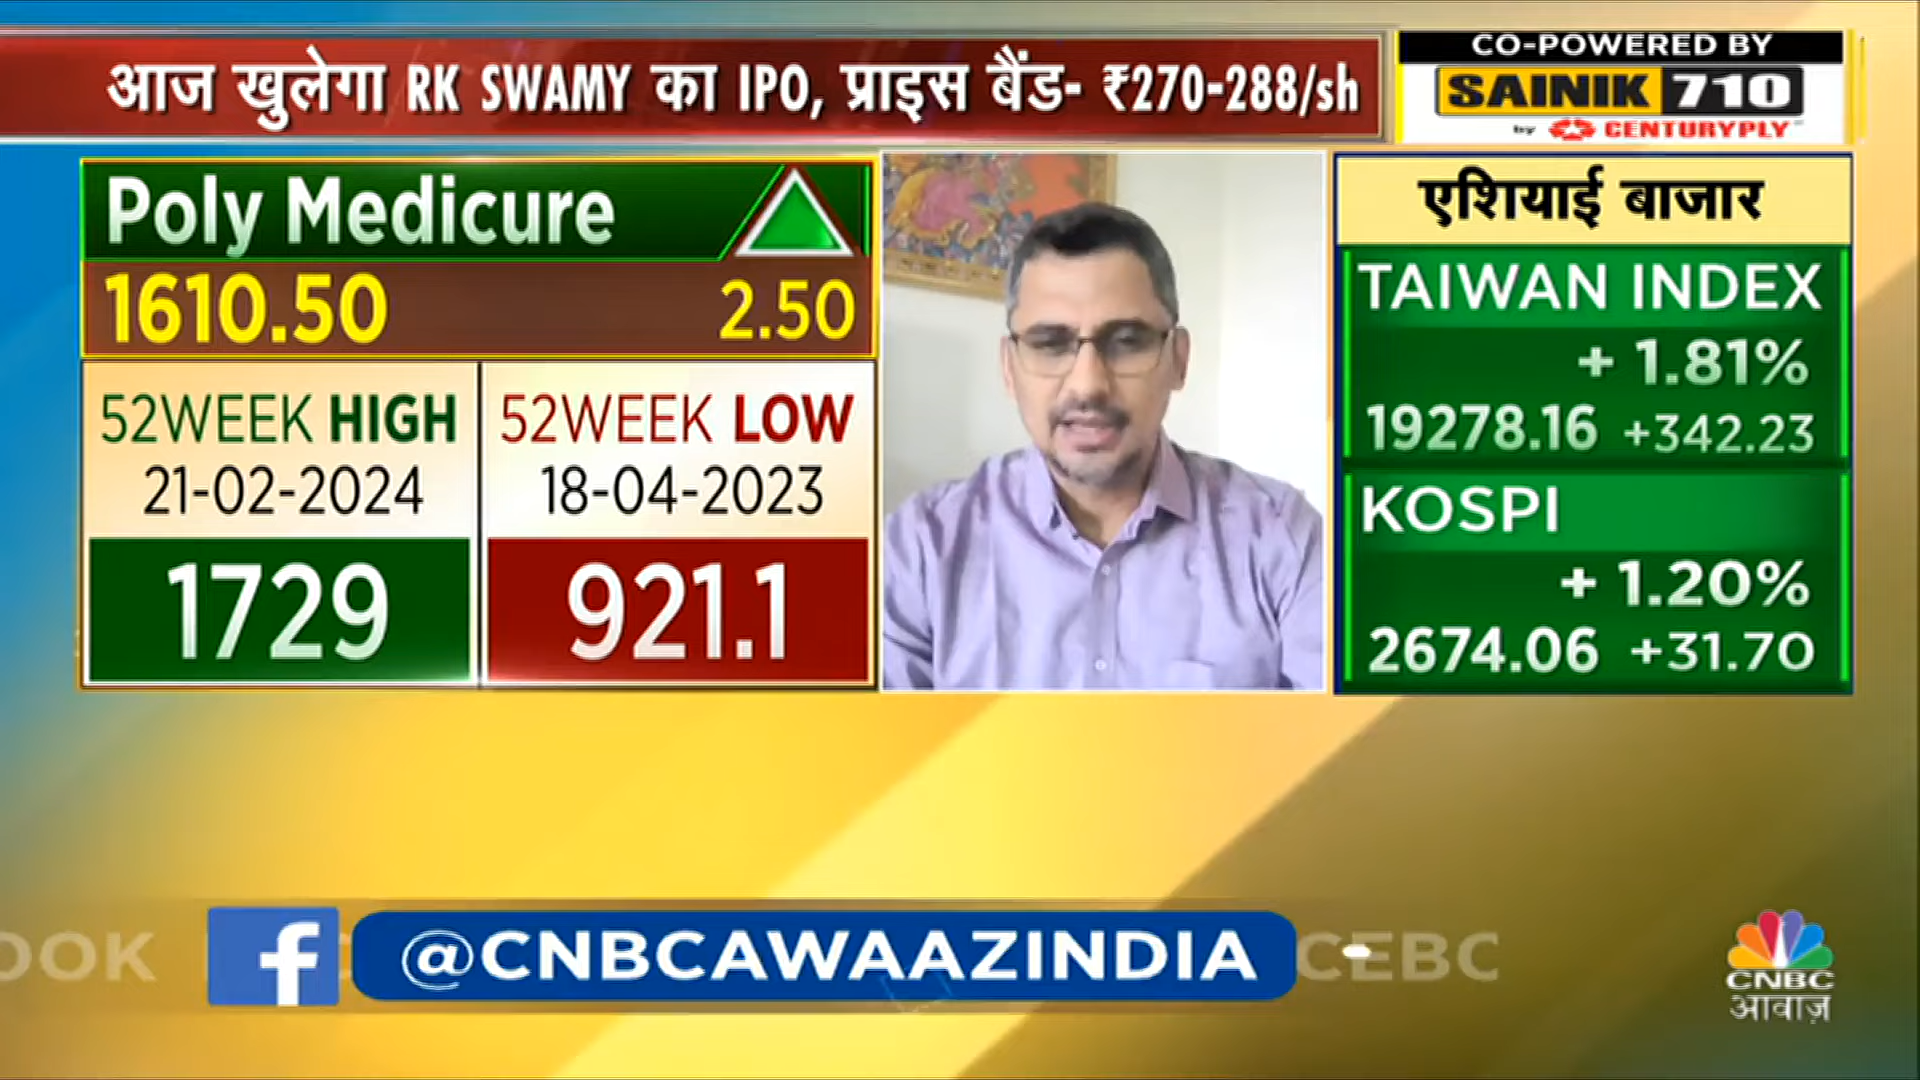 आज खुलेगा RK SWAMY का IPO, प्राइस बैंड- ₹270-288/sh
CO-POWERED BY
SAINIK 710
by CENTURYPLY
Poly Medicure
1610.50 2.50
52WEEK HIGH
21-02-2024
1729
52WEEK LOW
18-04-2023
921.1
एशियाई बाजार
TAIWAN INDEX
+ 1.81%
19278.16 +342.23
KOSPI
+ 1.20%
2674.06 +31.70
OOK
f @CNBCAWAAZINDIA
CEBC
CNBC
आवाज़